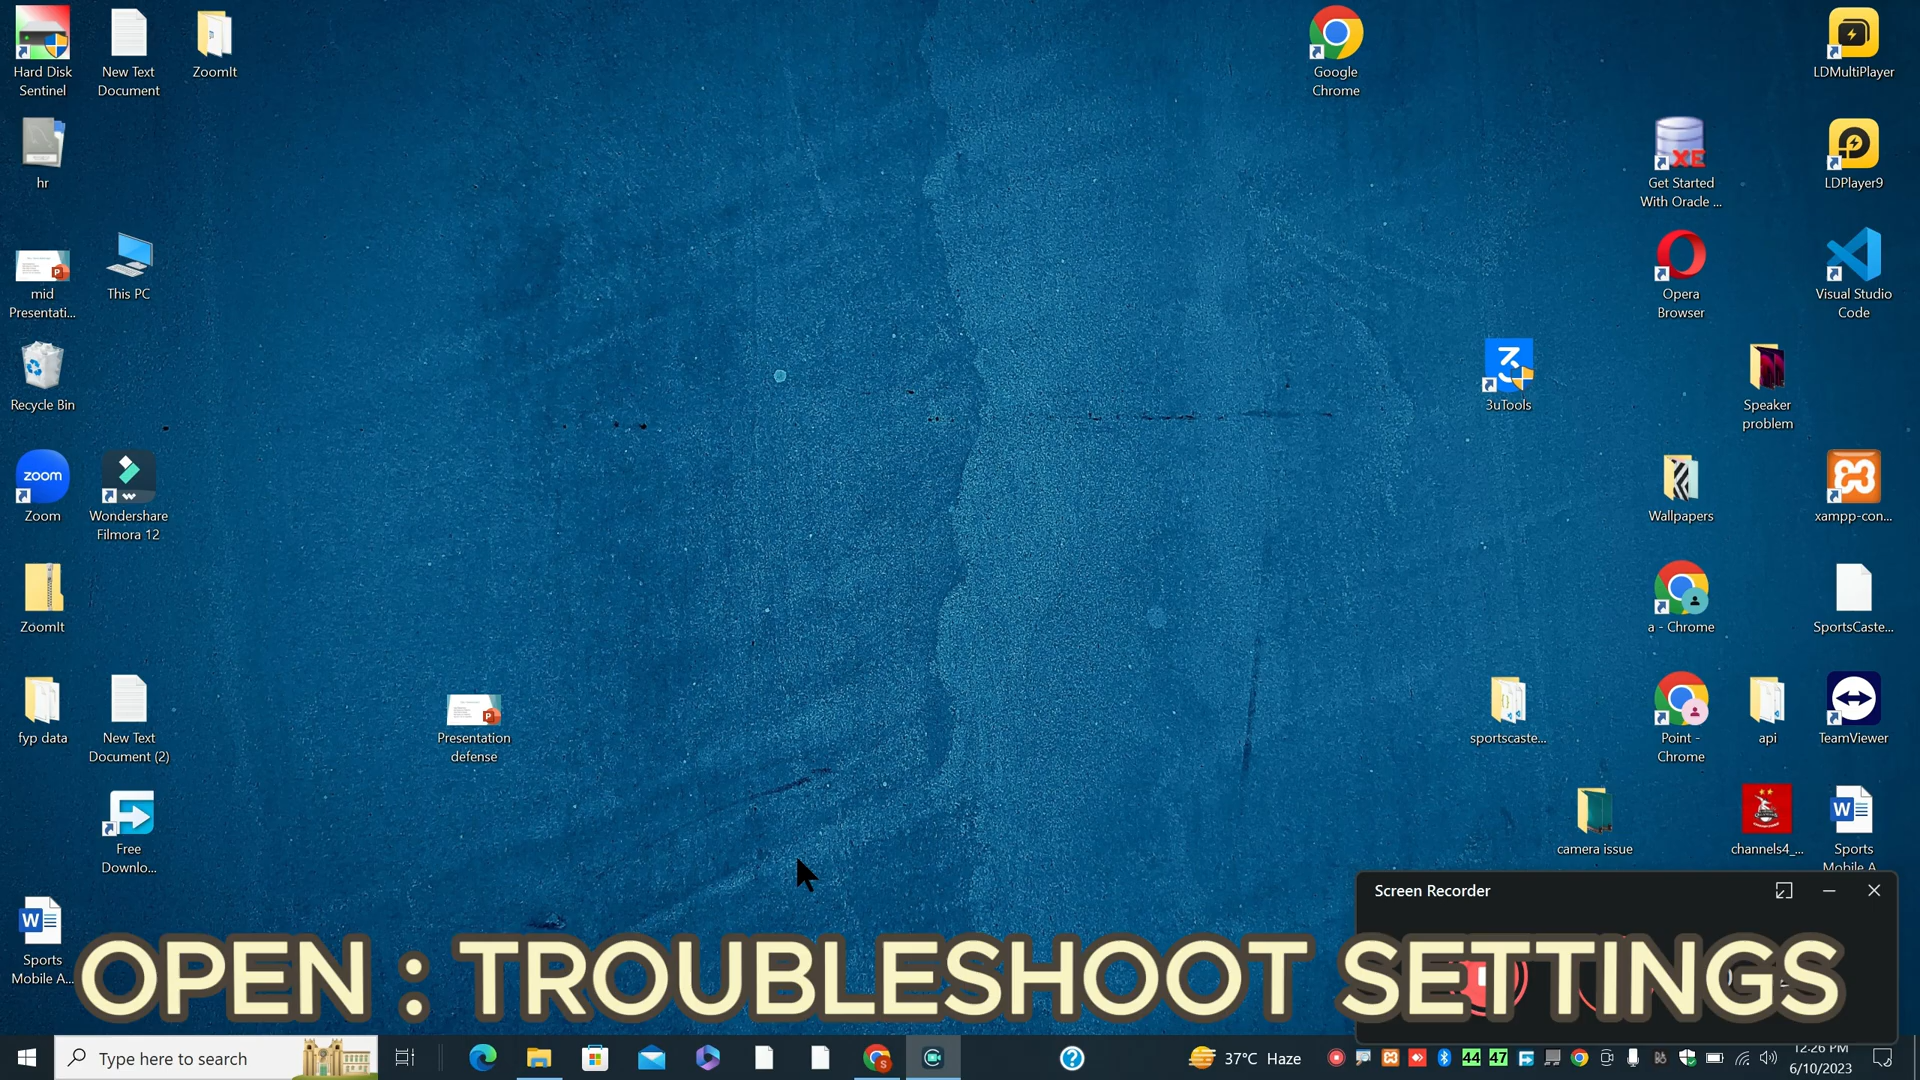 Hard Disk
Sentinel
New Text
Document
ZoomIt
Google
Chrome
LDMultiPlayer
hr
XE
Get Started
With Oracle ...
LDPlayer9
mid
Presentati...
This PC
Opera
Browser
Visual Studio
Code
Recycle Bin
3uTools
Speaker
problem
zoom
Zoom
Wondershare
Filmora 12
Wallpapers
xampp-con...
ZoomIt
a - Chrome
SportsCaste...
fyp data
New Text
Document (2)
Presentation
defense
sportscaste...
Point -
Chrome
api
TeamViewer
Free
Downlo...
camera issue
channels4_...
Sports
Mobile A...
Screen Recorder
Sports
Mobile A...
OPEN : TROUBLESHOOT SETTINGS
Type here to search
37°C Haze
44
47
12:26 PM
6/10/2023